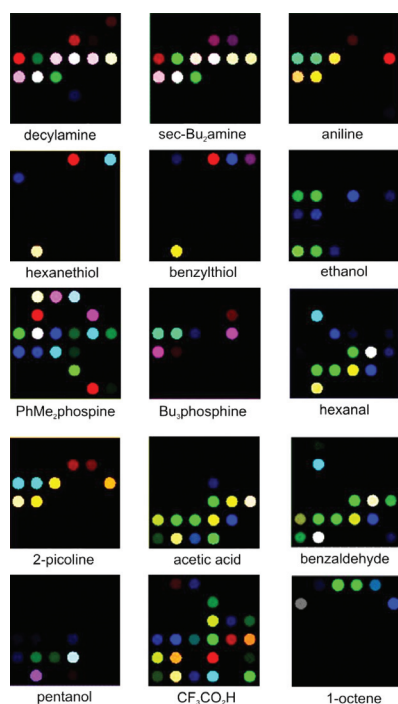 decylamine sec-Bu₂amine aniline
hexanethiol benzylthiol ethanol
PhMe₂phospine Bu₃phosphine hexanal
2-picoline acetic acid benzaldehyde
pentanol CF₃CO₂H 1-octene